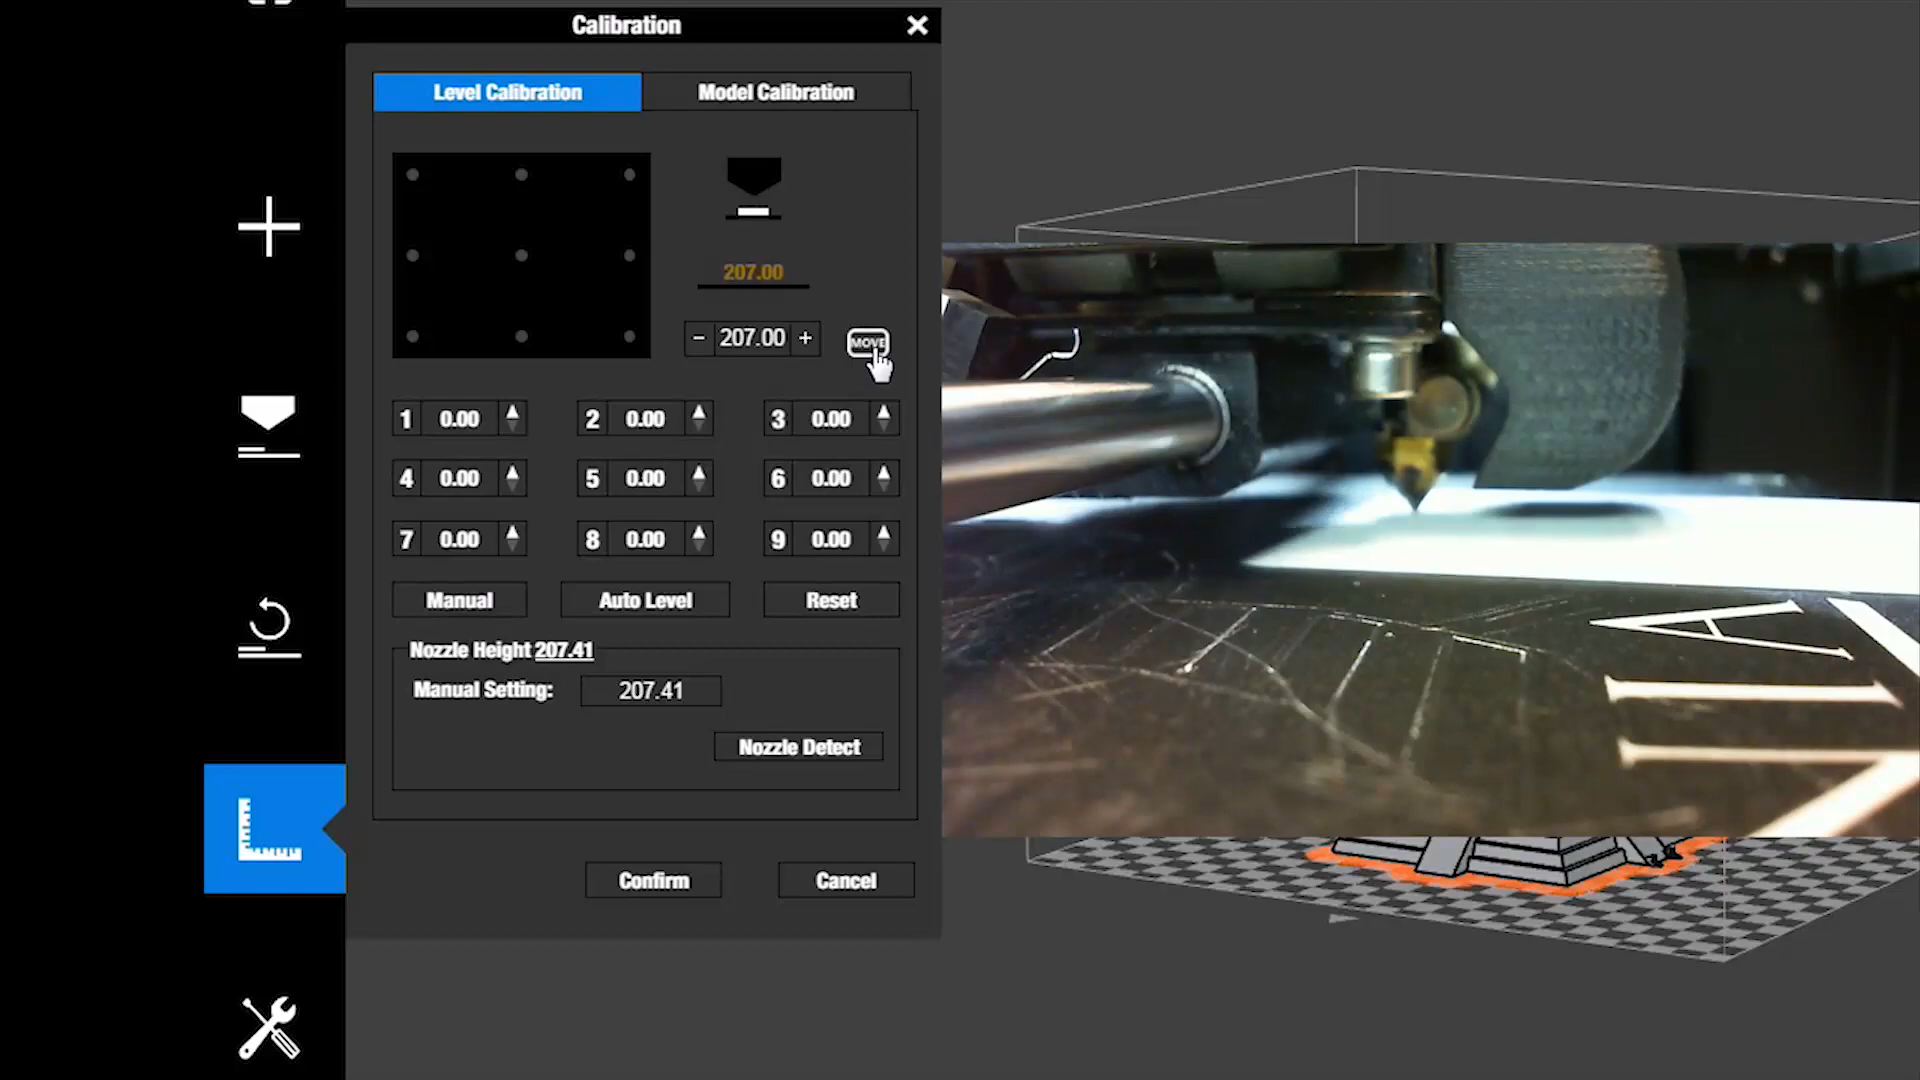 Calibration
Level Calibration
Model Calibration
207.00
- 207.00 +
MOVE
1 0.00
2 0.00
3 0.00
4 0.00
5 0.00
6 0.00
7 0.00
8 0.00
9 0.00
Manual
Auto Level
Reset
Nozzle Height 207.41
Manual Setting: 207.41
Nozzle Detect
Confirm
Cancel